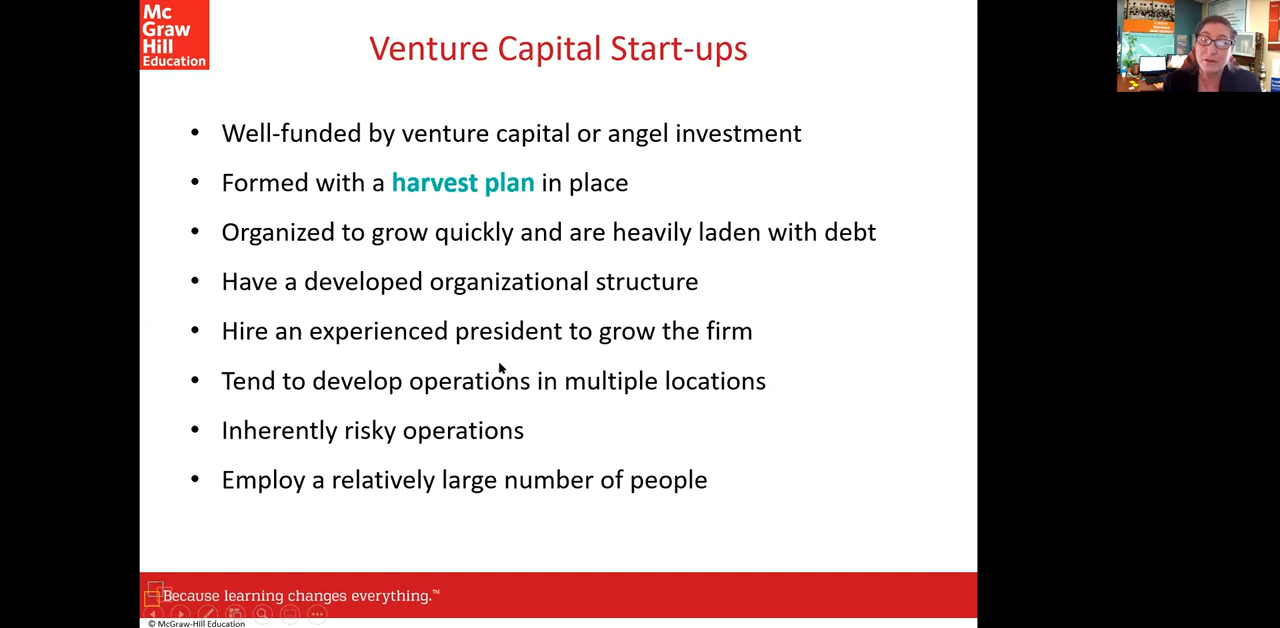 Mc
Graw
Hill
Education
Venture Capital Start-ups
• Well-funded by venture capital or angel investment
• Formed with a harvest plan in place
• Organized to grow quickly and are heavily laden with debt
• Have a developed organizational structure
• Hire an experienced president to grow the firm
• Tend to develop operations in multiple locations
• Inherently risky operations
• Employ a relatively large number of people
Because learning changes everything.™
© McGraw-Hill Education